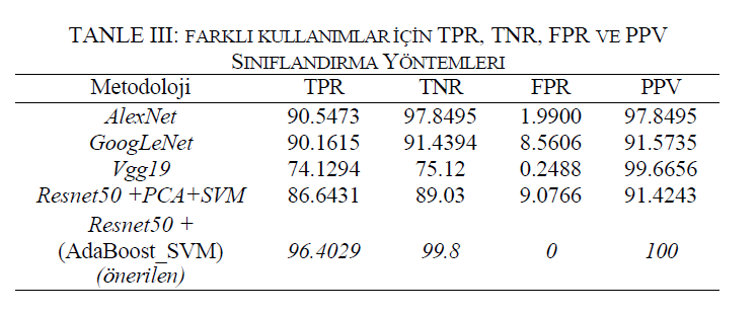 TANLE III: FARKLI KULLANIMLAR İÇİN TPR, TNR, FPR VE PPV
SINIFLANDIRMA YÖNTEMLERI
Metodoloji TPR TNR FPR PPV
AlexNet 90.5473 97.8495 1.9900 97.8495
GoogLeNet 90.1615 91.4394 8.5606 91.5735
Vgg19 74.1294 75.12 0.2488 99.6656
Resnet50 +PCA+SVM 86.6431 89.03 9.0766 91.4243
Resnet50 +
(AdaBoost_SVM) 96.4029 99.8 0 100
(önerilen)